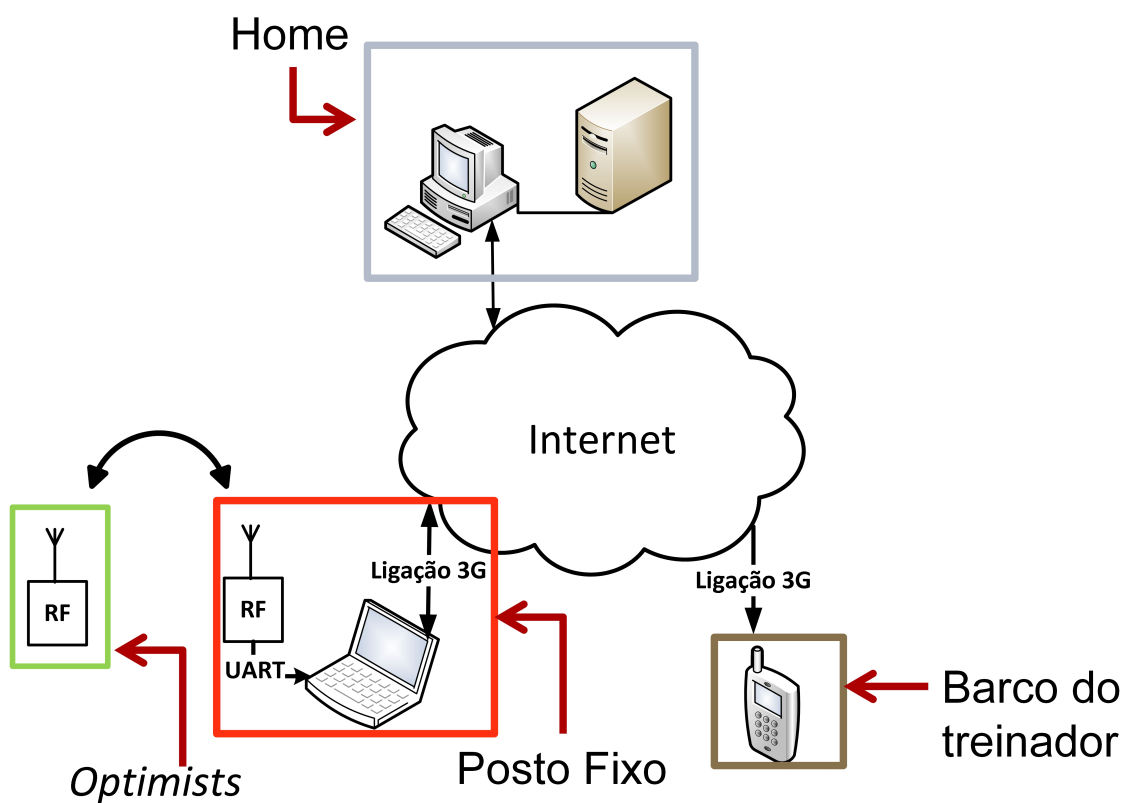 Home
Internet
Ligação 3G
Ligação 3G
RF
RF
UART
Barco do
treinador
Posto Fixo
Optimists